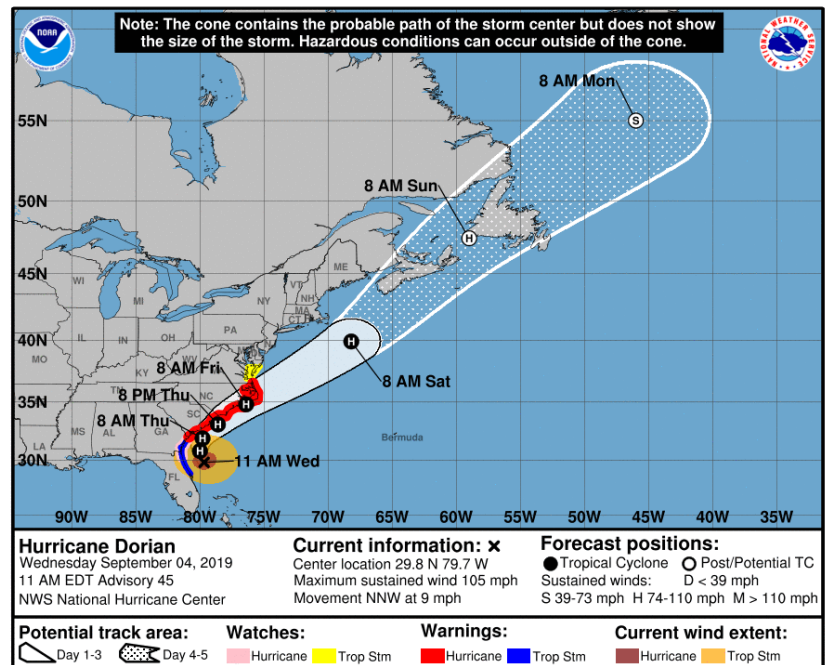 Note: The cone contains the probable path of the storm center but does not show
the size of the storm. Hazardous conditions can occur outside of the cone.
NOAA
NATIONAL WEATHER SERVICE
8 AM Mon
55N
S
50N
8 AM Sun
H
45N
ME
WI
VT
NH
MI
NY
MA
CT
40N
PA
H
IL
IN
OH
MO
WV
8 AM Fri
8 AM Sat
KY
8 PM Thu
35N
TN
NC
H
SC
8 AM Thu
H
MS
AL
GA
H
Bermuda
LA
H
30N
11 AM Wed
FL
90W 85W 80W 75W 70W 65W 60W 55W 50W 45W 40W 35W
Hurricane Dorian
Wednesday September 04, 2019
11 AM EDT Advisory 45
NWS National Hurricane Center
Current information: ×
Center location 29.8 N 79.7 W
Maximum sustained wind 105 mph
Movement NNW at 9 mph
Forecast positions:
Tropical Cyclone Post/Potential TC
Sustained winds: D < 39 mph
S 39-73 mph H 74-110 mph M > 110 mph
Potential track area:
Day 1-3 Day 4-5
Watches:
Hurricane Trop Stm
Warnings:
Hurricane Trop Stm
Current wind extent:
Hurricane Trop Stm